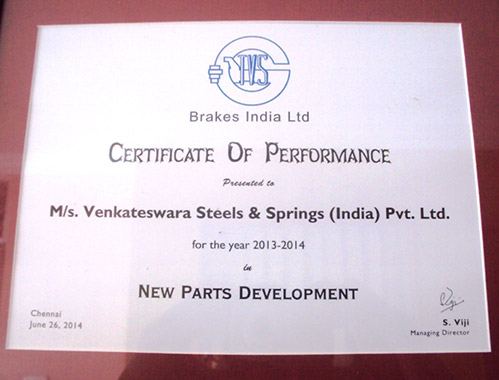 TVS
Brakes India Ltd
CERTIFICATE OF PERFORMANCE
Presented to
M/s. Venkateswara Steels & Springs (India) Pvt. Ltd.
for the year 2013-2014
in
NEW PARTS DEVELOPMENT
Chennai
June 26, 2014
S. Viji
Managing Director